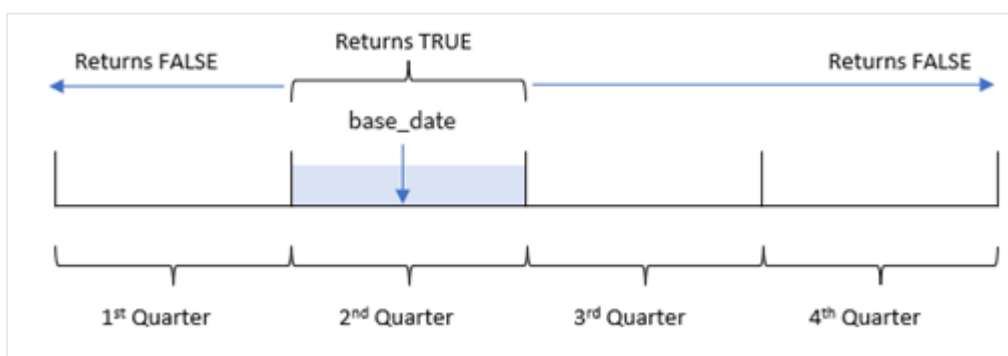 Returns TRUE
Returns FALSE
Returns FALSE
base_date
1st Quarter
2nd Quarter
3rd Quarter
4th Quarter